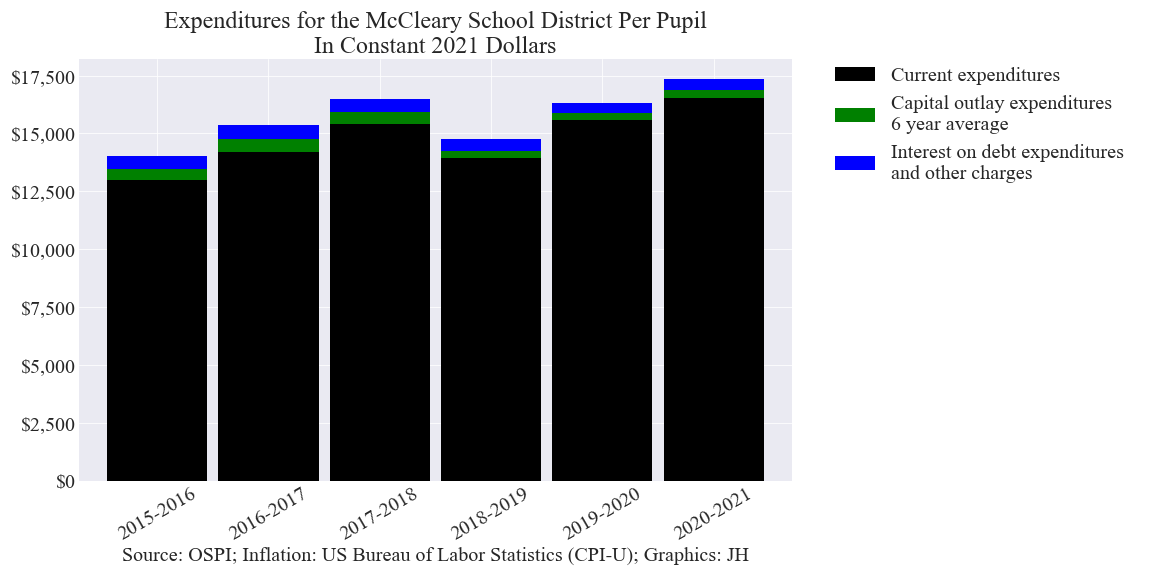 Expenditures for the McCleary School District Per Pupil
In Constant 2021 Dollars
$17,500
$15,000
$12,500
$10,000
$7,500
$5,000
$2,500
$0
2015-2016
2016-2017
2017-2018
2018-2019
2019-2020
2020-2021
Source: OSPI; Inflation: US Bureau of Labor Statistics (CPI-U); Graphics: JH
Current expenditures
Capital outlay expenditures
6 year average
Interest on debt expenditures
and other charges